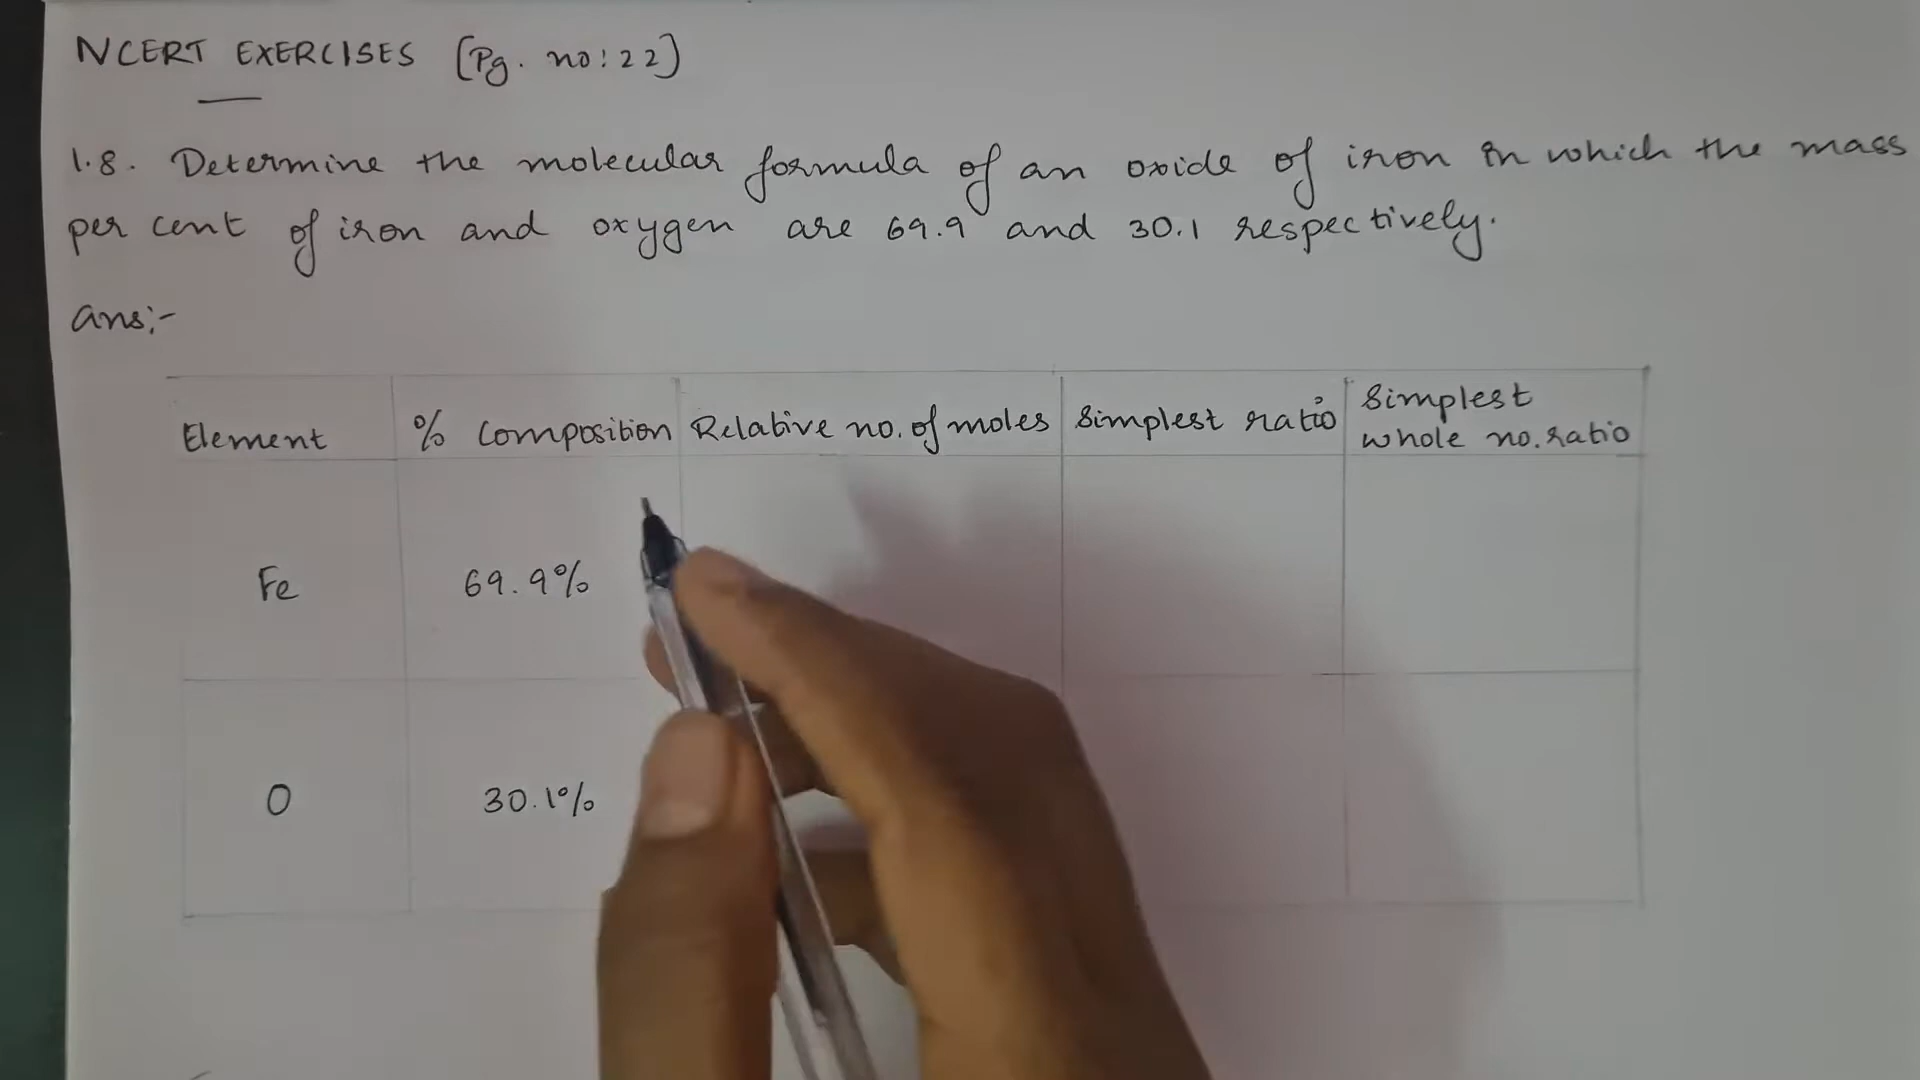 NCERT EXERCISES [Pg. no: 22]
1.8. Determine the molecular formula of an oxide of iron in which the mass
per cent of iron and oxygen are 69.9 and 30.1 respectively.
ans:-
Element % Composition Relative no. of moles Simplest ratio Simplest whole no. ratio
Fe 69.9%
O 30.1%